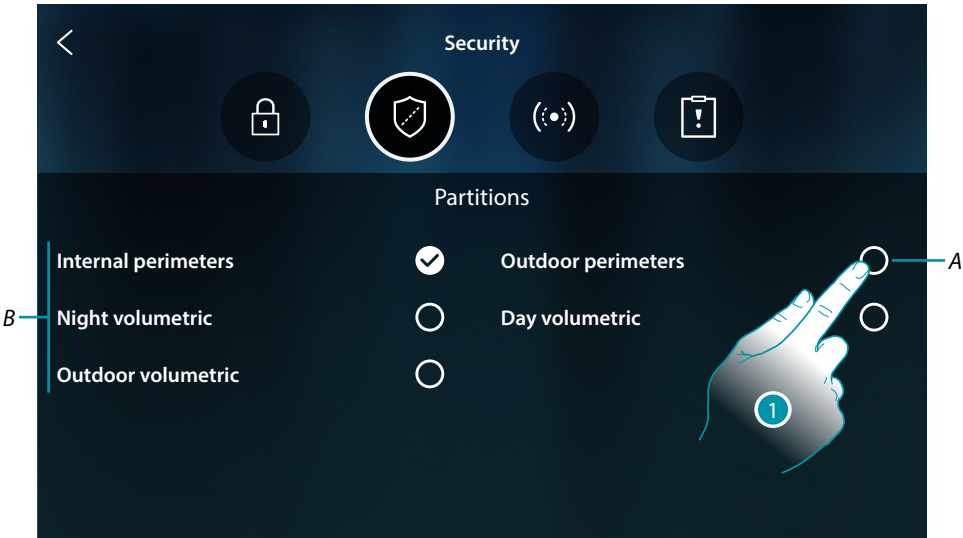 Security
Partitions
Internal perimeters
Outdoor perimeters
A
B
Night volumetric
Day volumetric
Outdoor volumetric
1